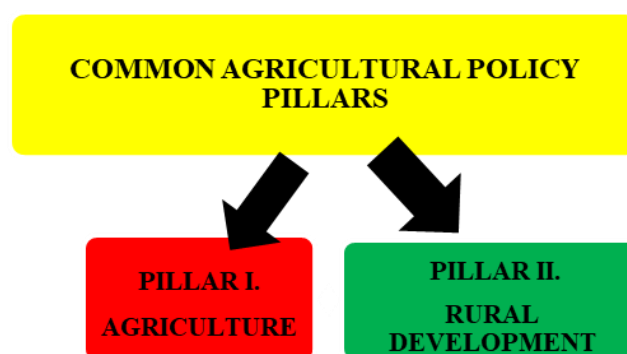 COMMON AGRICULTURAL POLICY
PILLARS
PILLAR I.
AGRICULTURE
PILLAR II.
RURAL
DEVELOPMENT